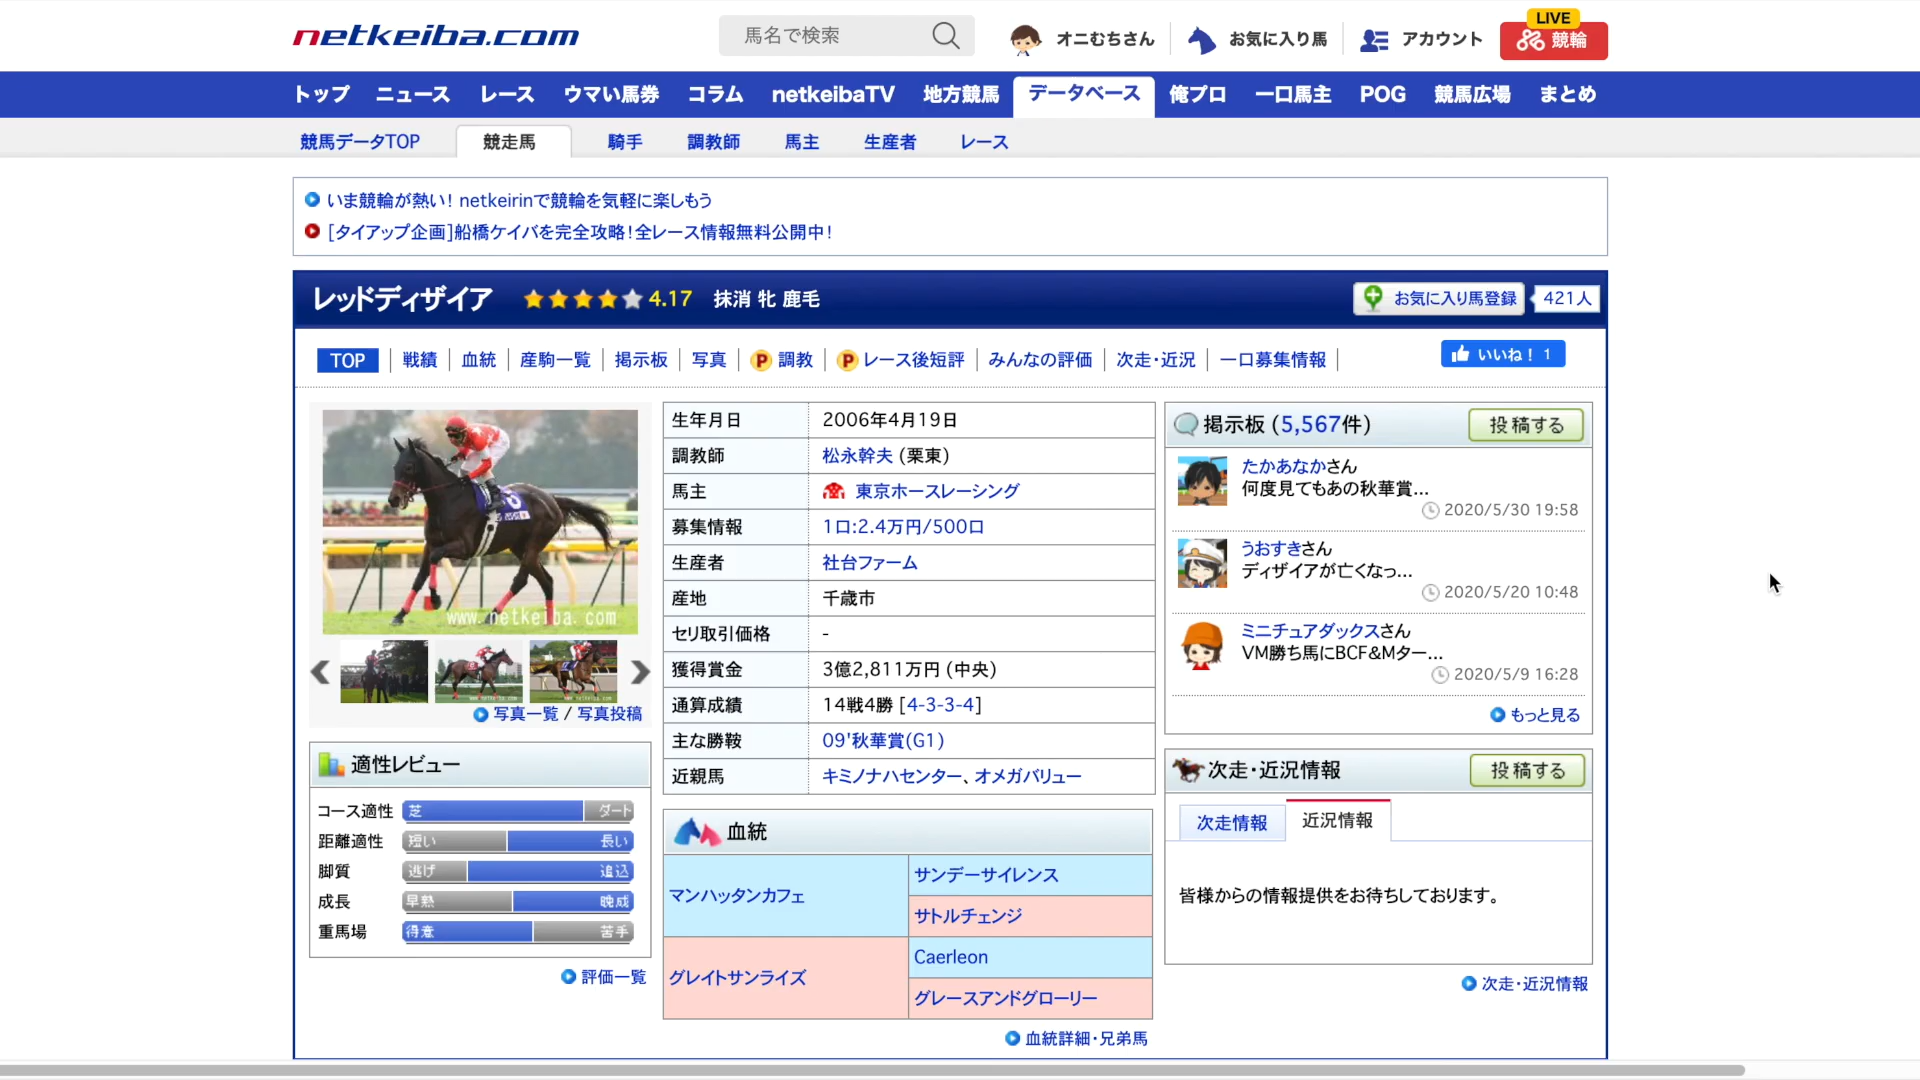 netkeiba.com
馬名で検索
オニむちさん
お気に入り馬
アカウント
LIVE
競輪
トップ ニュース レース ウマい馬券 コラム netkeibaTV 地方競馬 データベース 俺プロ 一口馬主 POG 競馬広場 まとめ
競馬データTOP 競走馬 騎手 調教師 馬主 生産者 レース
いま競輪が熱い! netkeirinで競輪を気軽に楽しもう
[タイアップ企画]船橋ケイバを完全攻略!全レース情報無料公開中!
レッドディザイア 4.17 抹消 牝 鹿毛
お気に入り馬登録 421人
TOP 戦績 血統 産駒一覧 掲示板 写真 P 調教 P レース後短評 みんなの評価 次走・近況 一口募集情報
いいね! 1
www.netkeiba.com
写真一覧 / 写真投稿
適性レビュー
コース適性 芝 ダート
距離適性 短い 長い
脚質 逃げ 追込
成長 早熟 晩成
重馬場 得意 苦手
評価一覧
生年月日 2006年4月19日
調教師 松永幹夫 (栗東)
馬主 東京ホースレーシング
募集情報 1口:2.4万円/500口
生産者 社台ファーム
産地 千歳市
セリ取引価格 -
獲得賞金 3億2,811万円 (中央)
通算成績 14戦4勝 [4-3-3-4]
主な勝鞍 09'秋華賞(G1)
近親馬 キミノナハセンター、オメガバリュー
血統
マンハッタンカフェ
サンデーサイレンス
サトルチェンジ
グレイトサンライズ
Caerleon
グレースアンドグローリー
血統詳細・兄弟馬
掲示板 (5,567件) 投稿する
たかあなかさん
何度見てもあの秋華賞...
2020/5/30 19:58
うおすきさん
ディザイアが亡くなっ...
2020/5/20 10:48
ミニチュアダックスさん
VM勝ち馬にBCF&Mター...
2020/5/9 16:28
もっと見る
次走・近況情報 投稿する
次走情報 近況情報
皆様からの情報提供をお待ちしております。
次走・近況情報